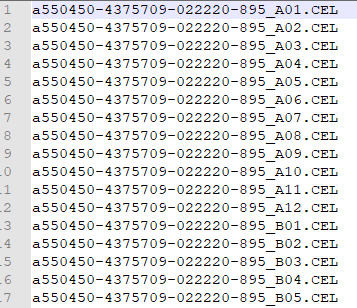 1 a550450-4375709-022220-895_A01.CEL
2 a550450-4375709-022220-895_A02.CEL
3 a550450-4375709-022220-895_A03.CEL
4 a550450-4375709-022220-895_A04.CEL
5 a550450-4375709-022220-895_A05.CEL
6 a550450-4375709-022220-895_A06.CEL
7 a550450-4375709-022220-895_A07.CEL
8 a550450-4375709-022220-895_A08.CEL
9 a550450-4375709-022220-895_A09.CEL
10 a550450-4375709-022220-895_A10.CEL
11 a550450-4375709-022220-895_A11.CEL
12 a550450-4375709-022220-895_A12.CEL
13 a550450-4375709-022220-895_B01.CEL
14 a550450-4375709-022220-895_B02.CEL
15 a550450-4375709-022220-895_B03.CEL
16 a550450-4375709-022220-895_B04.CEL
17 a550450-4375709-022220-895_B05.CEL